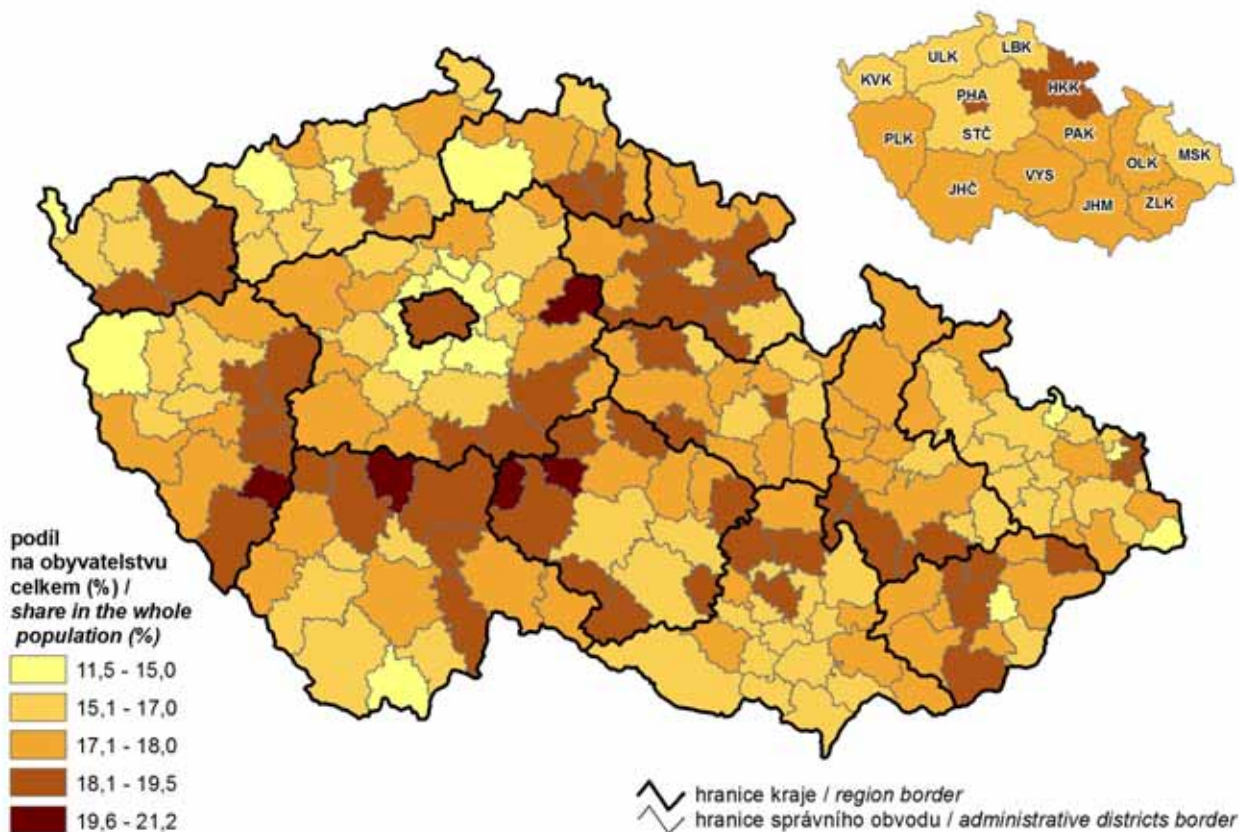 KVK
ULK
LBK
HKK
PHA
STČ
PLK
PAK
OLK
MSK
JHČ
VYS
JHM
ZLK
podíl
na obyvatelstvu
celkem (%) /
share in the whole
population (%)
11,5 - 15,0
15,1 - 17,0
17,1 - 18,0
18,1 - 19,5
19,6 - 21,2
hranice kraje / region border
hranice správního obvodu / administrative districts border